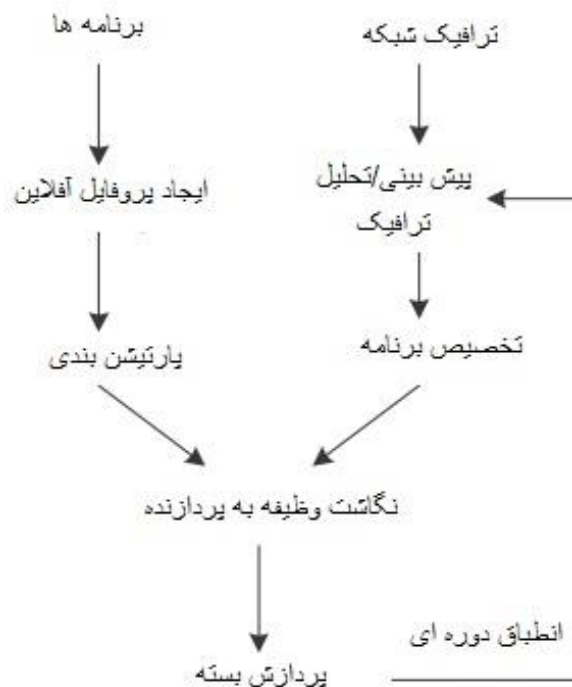 برنامه ها
ترافیک شبکه
ایجاد پروفایل آفلاین
پیش بینی/تحلیل
ترافیک
پارتیشن بندی
تخصیص برنامه
نگاشت وظیفه به پردازنده
انطباق دوره ای
پردازش بسته